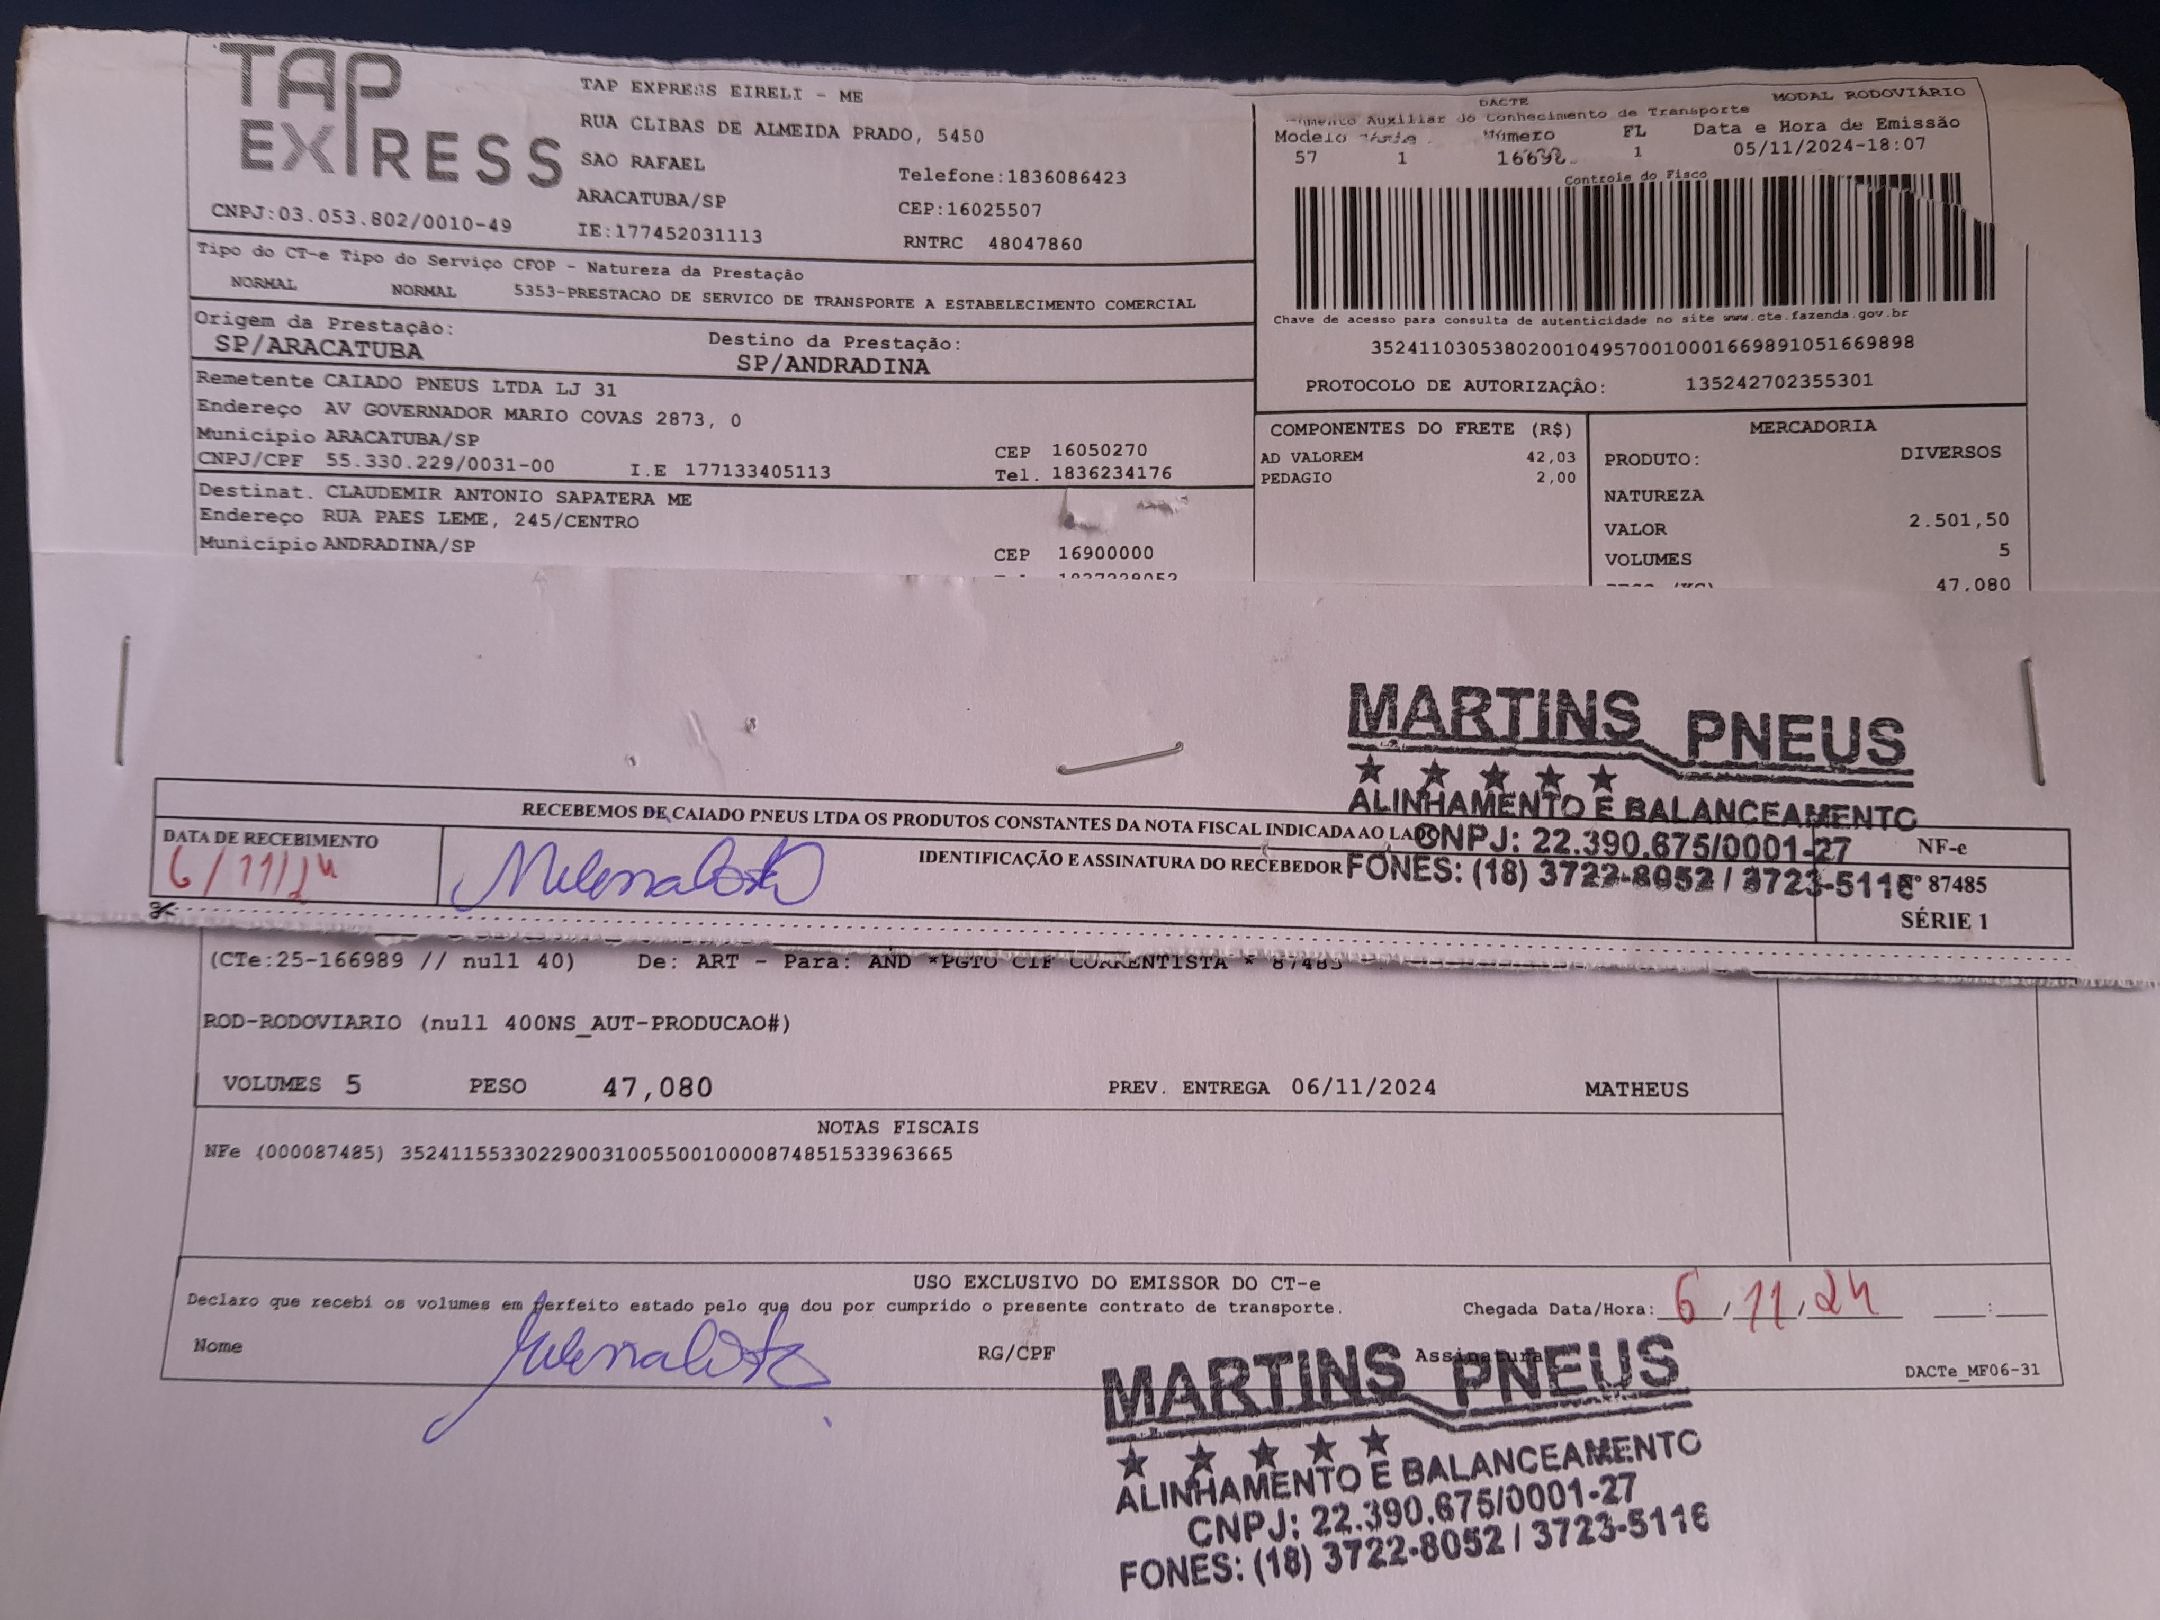 TAP EXPRESS
CNPJ:03.053.802/0010-49
TAP EXPRESS EIRELI - ME
RUA CLIBAS DE ALMEIDA PRADO, 5450
SAO RAFAEL
Telefone:1836086423
ARACATUBA/SP
CEP:16025507
IE:177452031113
RNTRC 48047860
DACTE
MODAL RODOVIÁRIO
Auxiliar do Conhecimento de Transporte
Modelo Número FL Data e Hora de Emissão
57 1 1 05/11/2024-18:07
Controle do Fisco
Chave de acesso para consulta de autenticidade no site www.cte.fazenda.gov.br
35241103053802001049570010001669891051669898
PROTOCOLO DE AUTORIZAÇÃO: 135242702355301
Tipo do CT-e Tipo do Serviço CFOP - Natureza da Prestação
NORMAL NORMAL 5353-PRESTACAO DE SERVICO DE TRANSPORTE A ESTABELECIMENTO COMERCIAL
Origem da Prestação: Destino da Prestação:
SP/ARACATUBA SP/ANDRADINA
Remetente CAIADO PNEUS LTDA LJ 31
Endereço AV GOVERNADOR MARIO COVAS 2873, 0
Município ARACATUBA/SP CEP 16050270
CNPJ/CPF 55.330.229/0031-00 I.E 177133405113 Tel. 1836234176
Destinat. CLAUDEMIR ANTONIO SAPATERA ME
Endereço RUA PAES LEME, 245/CENTRO
Município ANDRADINA/SP CEP 16900000
COMPONENTES DO FRETE (R$)
AD VALOREM 42,03
PEDAGIO 2,00
MERCADORIA
PRODUTO: DIVERSOS
NATUREZA
VALOR 2.501,50
VOLUMES 5
47,080
MARTINS PNEUS
ALINHAMENTO E BALANCEAMENTO
CNPJ: 22.390.675/0001-27
FONES: (18) 3722-8052 / 3723-5116
RECEBEMOS DE CAIADO PNEUS LTDA OS PRODUTOS CONSTANTES DA NOTA FISCAL INDICADA AO LADO
DATA DE RECEBIMENTO
6/11/24
Milena Costa
IDENTIFICAÇÃO E ASSINATURA DO RECEBEDOR
NF-e
87485
SÉRIE 1
(CTe:25-166989 // null 40) De: ART - Para: AND *PGTO CIF CORRENTISTA * 87485
ROD-RODOVIARIO (null 400NS_AUT-PRODUCAO#)
VOLUMES 5 PESO 47,080 PREV. ENTREGA 06/11/2024 MATHEUS
NOTAS FISCAIS
NFe (000087485) 35241155330229003100550010000874851533963665
USO EXCLUSIVO DO EMISSOR DO CT-e
Declaro que recebi os volumes em perfeito estado pelo que dou por cumprido o presente contrato de transporte.
Chegada Data/Hora: 6/11/24 :
Nome Milena Costa RG/CPF Assinatura
DACTe_MF06-31
MARTINS PNEUS
ALINHAMENTO E BALANCEAMENTO
CNPJ: 22.390.675/0001-27
FONES: (18) 3722-8052 / 3723-5116